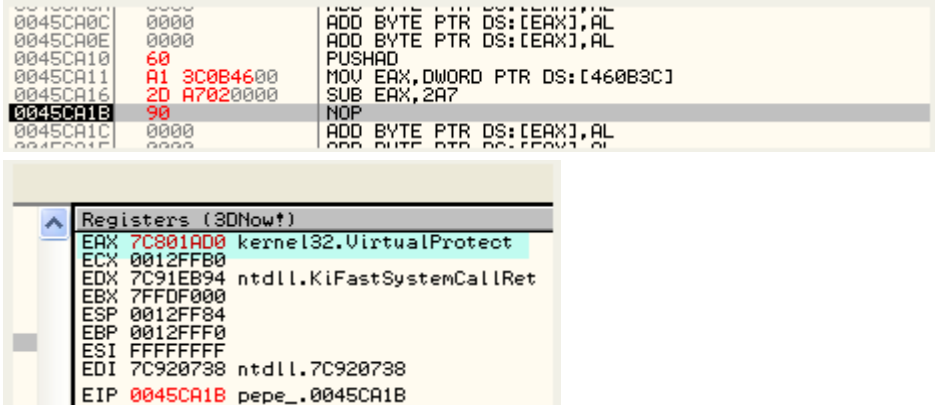 0045CA0C 0000 ADD BYTE PTR DS:[EAX],AL
0045CA0E 0000 ADD BYTE PTR DS:[EAX],AL
0045CA10 60 PUSHAD
0045CA11 A1 3C0B4600 MOV EAX,DWORD PTR DS:[460B3C]
0045CA16 2D A7020000 SUB EAX,2A7
0045CA1B 90 NOP
0045CA1C 0000 ADD BYTE PTR DS:[EAX],AL
Registers (3DNow!)
EAX 7C801AD0 kernel32.VirtualProtect
ECX 0012FFB0
EDX 7C91EB94 ntdll.KiFastSystemCallRet
EBX 7FFDF000
ESP 0012FF84
EBP 0012FFF0
ESI FFFFFFFF
EDI 7C920738 ntdll.7C920738
EIP 0045CA1B pepe_.0045CA1B